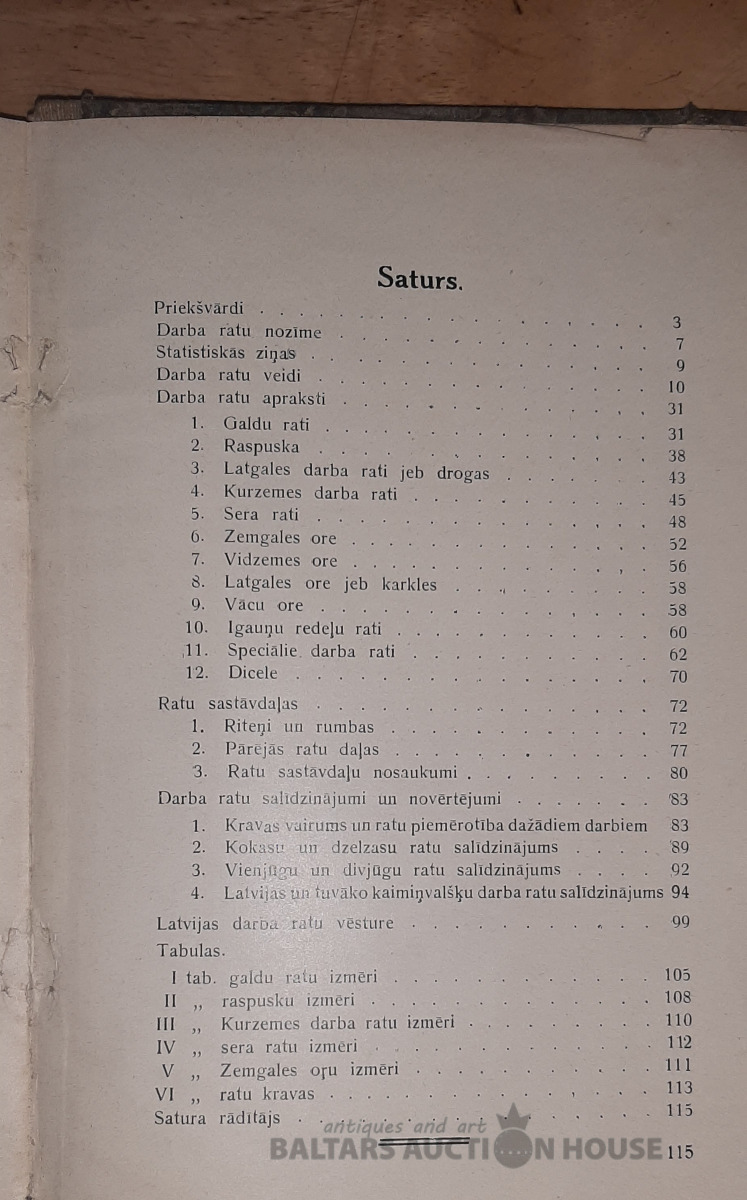 Saturs.
Priekšvārdi . . . . . . . . . . . . . . . . 3
Darba ratu nozīme . . . . . . . . . . . . . 7
Statistiskās ziņas . . . . . . . . . . . . . 9
Darba ratu veidi . . . . . . . . . . . . . 10
Darba ratu apraksti . . . . . . . . . . . . 31
1. Galdu rati . . . . . . . . . . . . . 31
2. Raspuska . . . . . . . . . . . . . 38
3. Latgales darba rati jeb drogas . . . . . . 43
4. Kurzemes darba rati . . . . . . . . . . 45
5. Sera rati . . . . . . . . . . . . . 48
6. Zemgales ore . . . . . . . . . . . . 52
7. Vidzemes ore . . . . . . . . . . . . 56
8. Latgales ore jeb karkles . . . . . . . . 58
9. Vācu ore . . . . . . . . . . . . . 58
10. Igauņu redeļu rati . . . . . . . . . . 60
11. Speciālie darba rati . . . . . . . . . . 62
12. Dicele . . . . . . . . . . . . . . 70
Ratu sastāvdaļas . . . . . . . . . . . . . 72
1. Riteņi un rumbas . . . . . . . . . . . 72
2. Pārējās ratu daļas . . . . . . . . . . 77
3. Ratu sastāvdaļu nosaukumi . . . . . . . . 80
Darba ratu salīdzinājumi un novērtējumi . . . . . . 83
1. Kravas vairums un ratu piemērotība dažādiem darbiem 83
2. Kokasu un dzelzasu ratu salīdzinājums . . . . 89
3. Vienjūgu un divjūgu ratu salīdzinājums . . . . 92
4. Latvijas un tuvāko kaimiņvalšķu darba ratu salīdzinājums 94
Latvijas darba ratu vēsture . . . . . . . . . . 99
Tabulas.
I tab. galdu ratu izmēri . . . . . . . . . . 105
II „ raspusku izmēri . . . . . . . . . . . 108
III „ Kurzemes darba ratu izmēri . . . . . . . . 110
IV „ sera ratu izmēri . . . . . . . . . . . 112
V „ Zemgales oŗu izmēri . . . . . . . . . . 111
VI „ ratu kravas . . . . . . . . . . . . 113
Satura rādītājs . . . . . . . . . . . . . 115
antiques and art
BALTARS AUCTION HOUSE
115